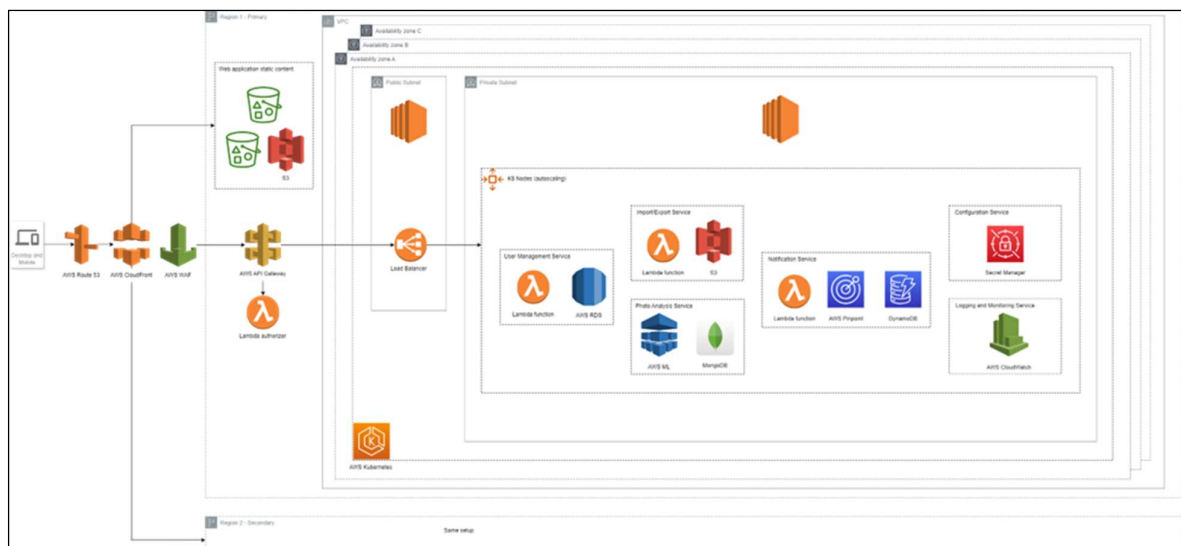 Region 1 - Primary
VPC
Availability zone C
Availability zone B
Availability zone A
Web application static content
S3
Public Subnet
Private Subnet
K8 Nodes (autoscaling)
Desktop and
Mobile
AWS Route 53
AWS CloudFront
AWS WAF
AWS API Gateway
Lambda authorizer
Load Balancer
User Management Service
Lambda function
AWS RDS
Import/Export Service
Lambda function
S3
Photo Analysis Service
AWS ML
MongoDB
Notification Service
Lambda function
AWS Pinpoint
DynamoDB
Configuration Service
Secret Manager
Logging and Monitoring Service
AWS CloudWatch
AWS Kubernetes
Region 2 - Secondary
Same setup